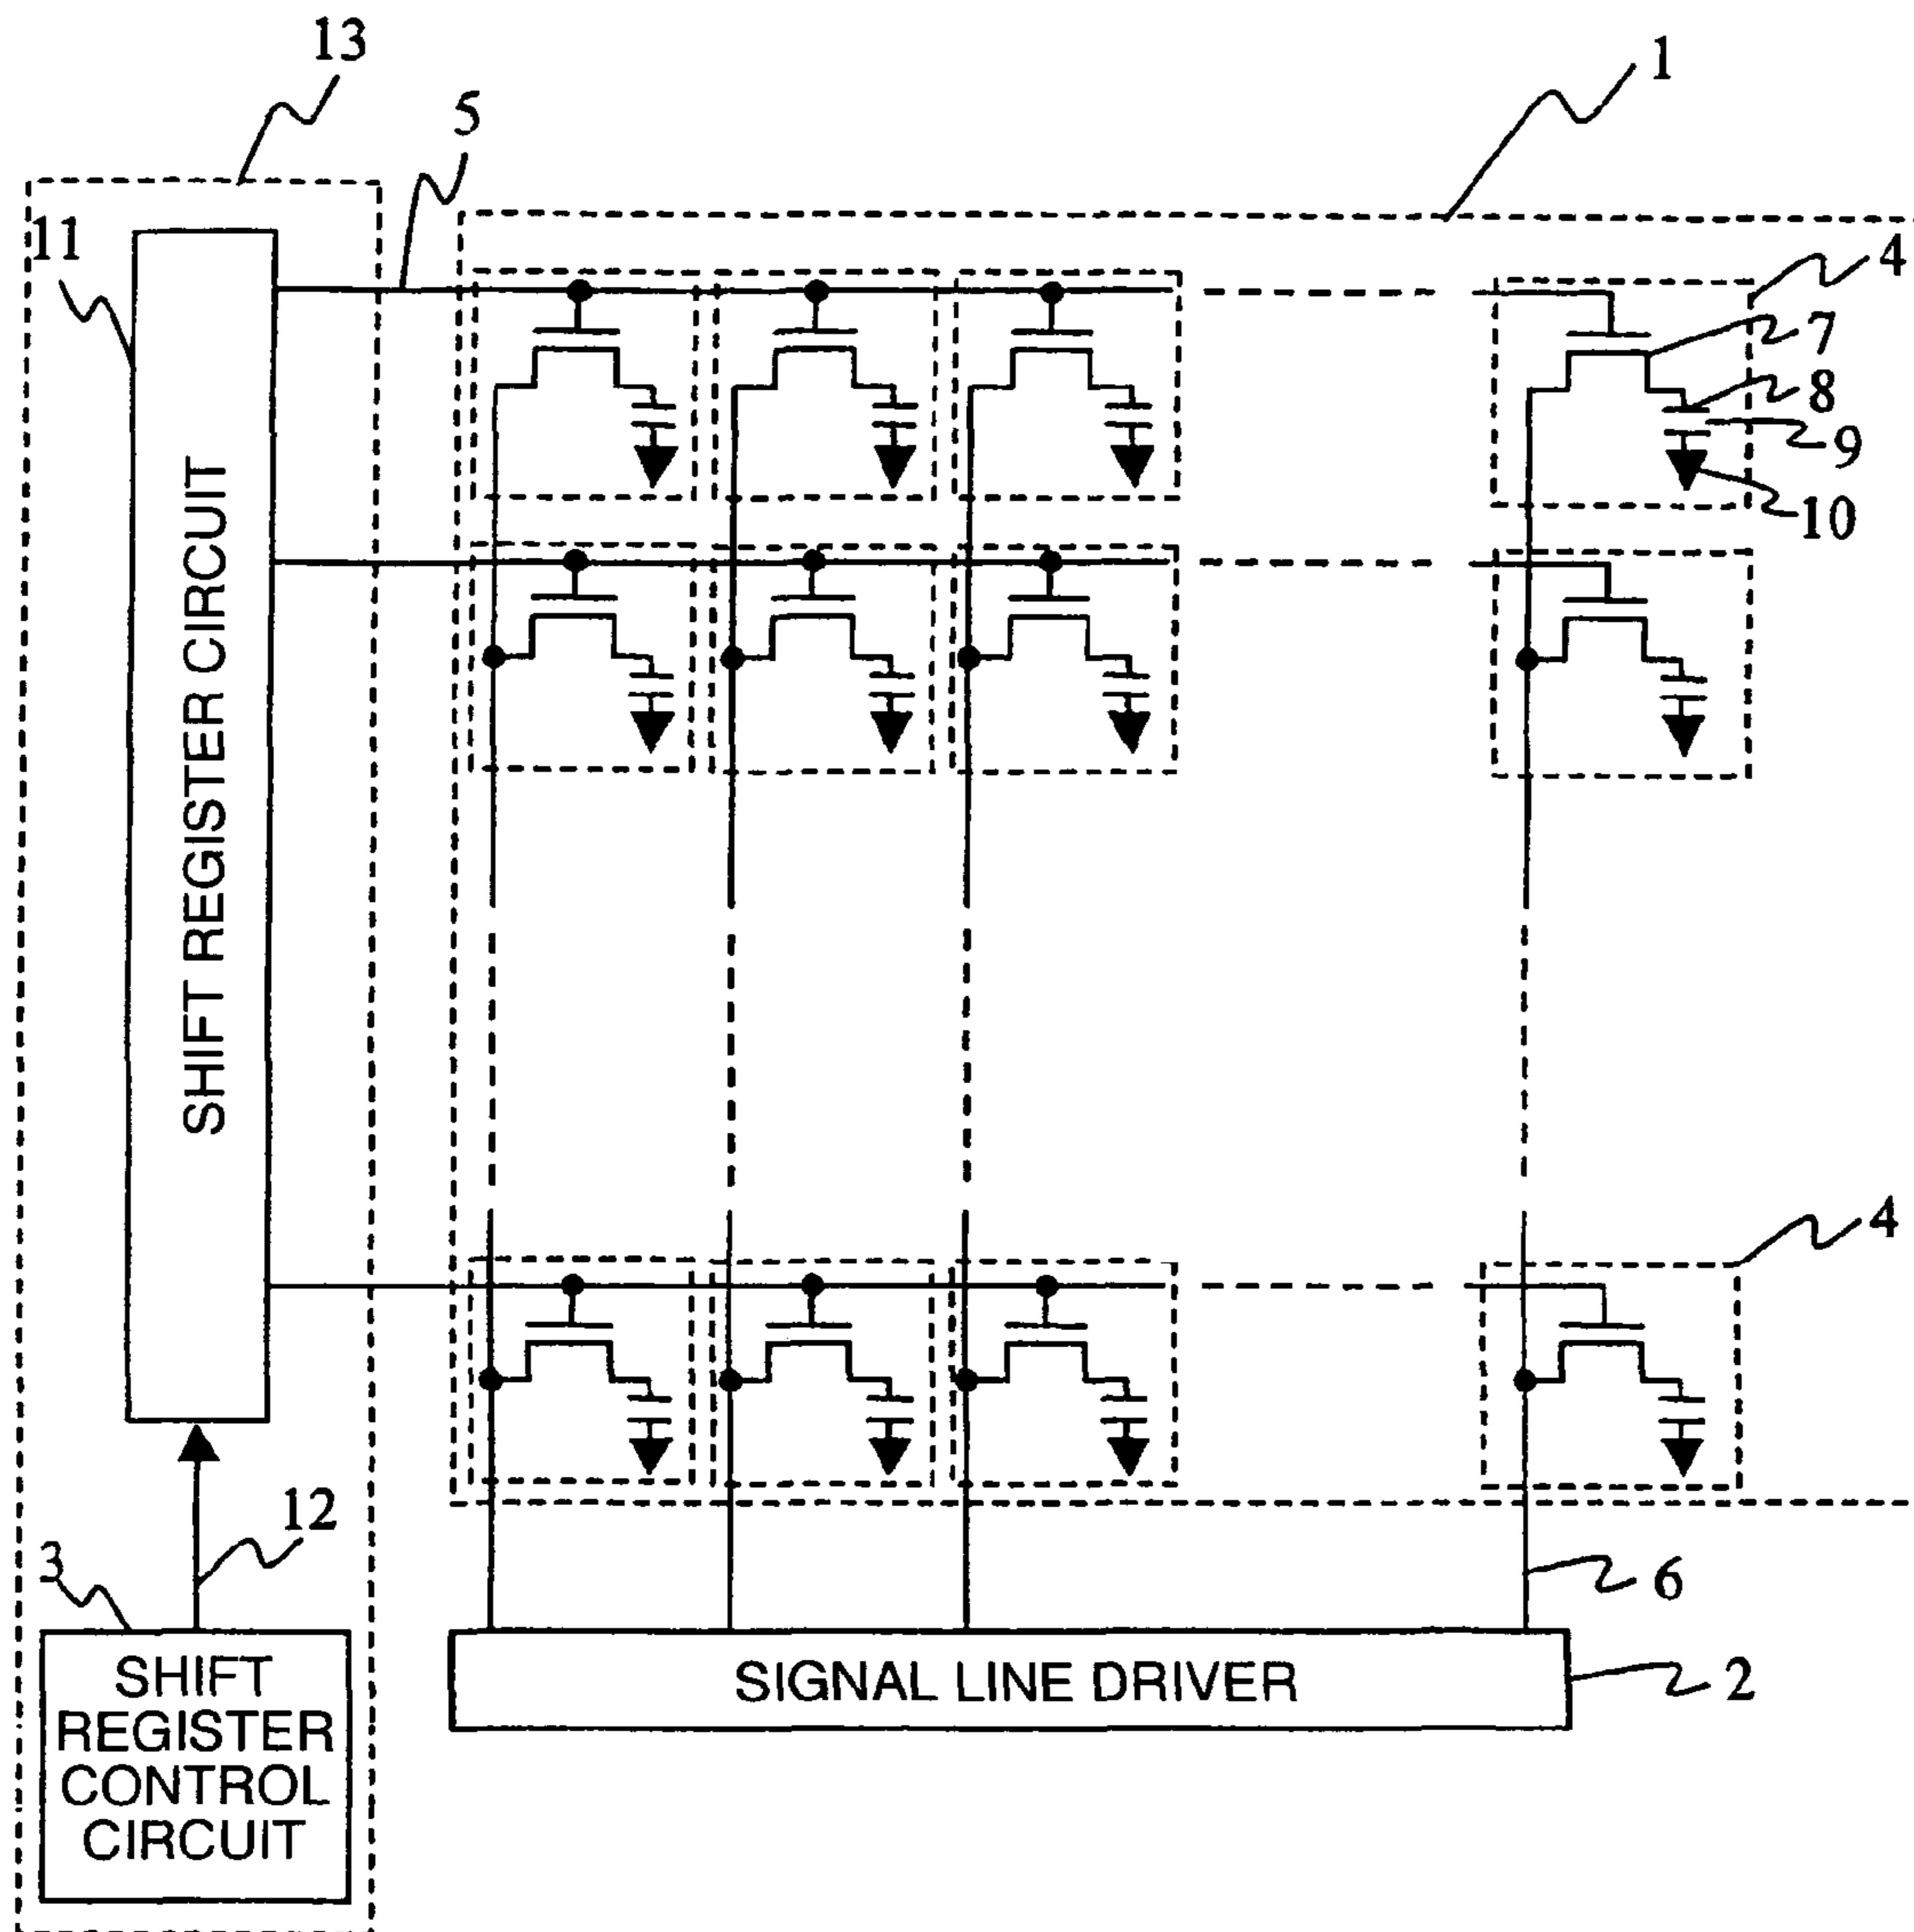 13
1
5
11
4
7
8
9
10
SHIFT REGISTER CIRCUIT
4
12
3
6
SHIFT
REGISTER
CONTROL
CIRCUIT
SIGNAL LINE DRIVER
2